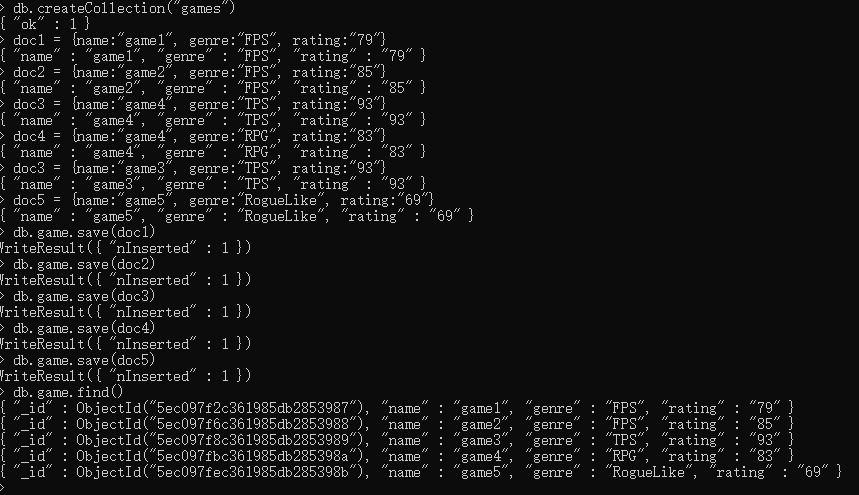 > db.createCollection("games")
{ "ok" : 1 }
> doc1 = {name:"game1", genre:"FPS", rating:"79"}
{ "name" : "game1", "genre" : "FPS", "rating" : "79" }
> doc2 = {name:"game2", genre:"FPS", rating:"85"}
{ "name" : "game2", "genre" : "FPS", "rating" : "85" }
> doc3 = {name:"game4", genre:"TPS", rating:"93"}
{ "name" : "game4", "genre" : "TPS", "rating" : "93" }
> doc4 = {name:"game4", genre:"RPG", rating:"83"}
{ "name" : "game4", "genre" : "RPG", "rating" : "83" }
> doc3 = {name:"game3", genre:"TPS", rating:"93"}
{ "name" : "game3", "genre" : "TPS", "rating" : "93" }
> doc5 = {name:"game5", genre:"RogueLike", rating:"69"}
{ "name" : "game5", "genre" : "RogueLike", "rating" : "69" }
> db.game.save(doc1)
WriteResult({ "nInserted" : 1 })
> db.game.save(doc2)
WriteResult({ "nInserted" : 1 })
> db.game.save(doc3)
WriteResult({ "nInserted" : 1 })
> db.game.save(doc4)
WriteResult({ "nInserted" : 1 })
> db.game.save(doc5)
WriteResult({ "nInserted" : 1 })
> db.game.find()
{ "_id" : ObjectId("5ec097f2c361985db2853987"), "name" : "game1", "genre" : "FPS", "rating" : "79" }
{ "_id" : ObjectId("5ec097f6c361985db2853988"), "name" : "game2", "genre" : "FPS", "rating" : "85" }
{ "_id" : ObjectId("5ec097f8c361985db2853989"), "name" : "game3", "genre" : "TPS", "rating" : "93" }
{ "_id" : ObjectId("5ec097fbc361985db285398a"), "name" : "game4", "genre" : "RPG", "rating" : "83" }
{ "_id" : ObjectId("5ec097fec361985db285398b"), "name" : "game5", "genre" : "RogueLike", "rating" : "69" }
>